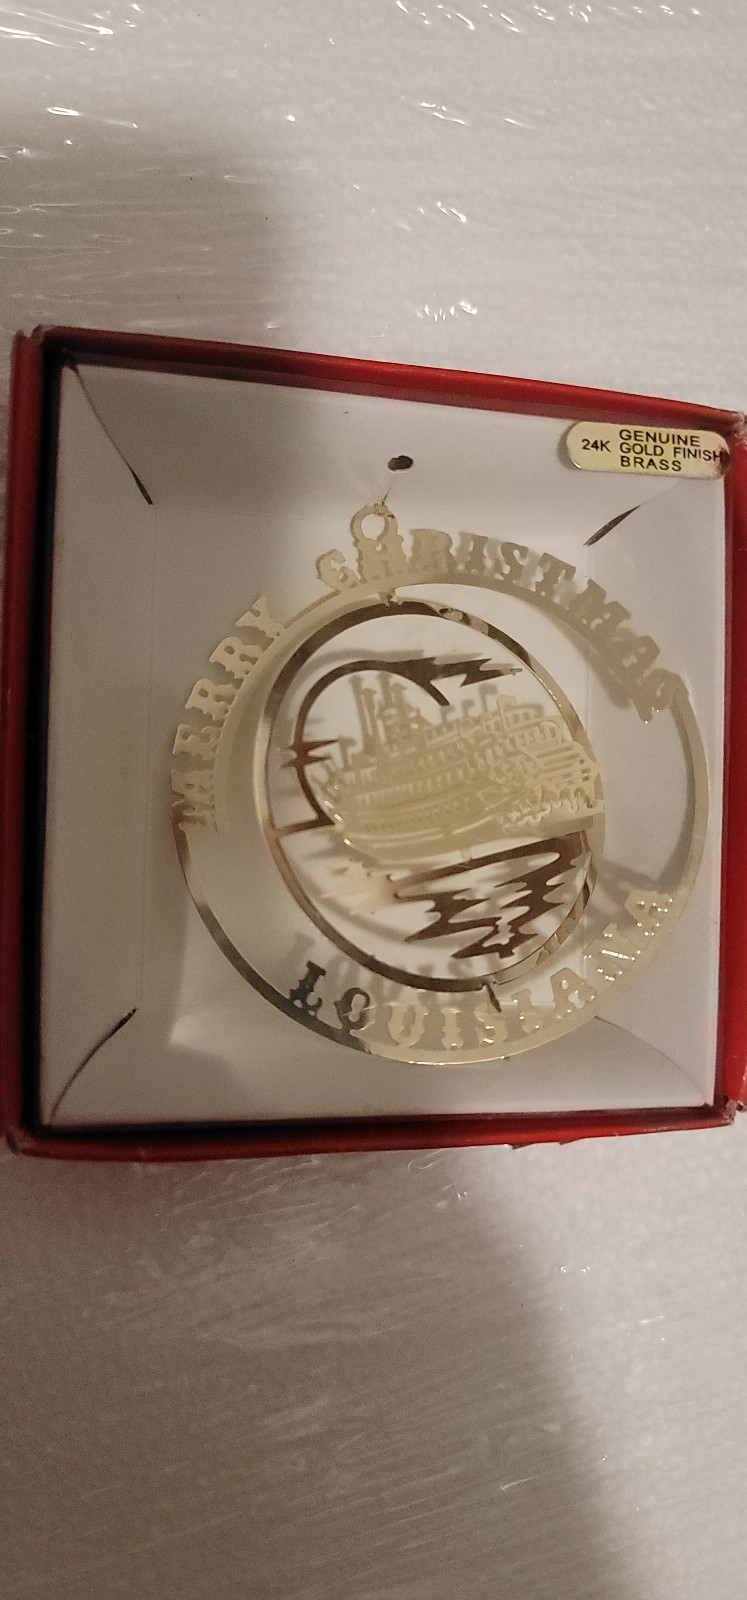 24K GENUINE
GOLD FINISH
BRASS
MERRY CHRISTMAS
LOUISIANA